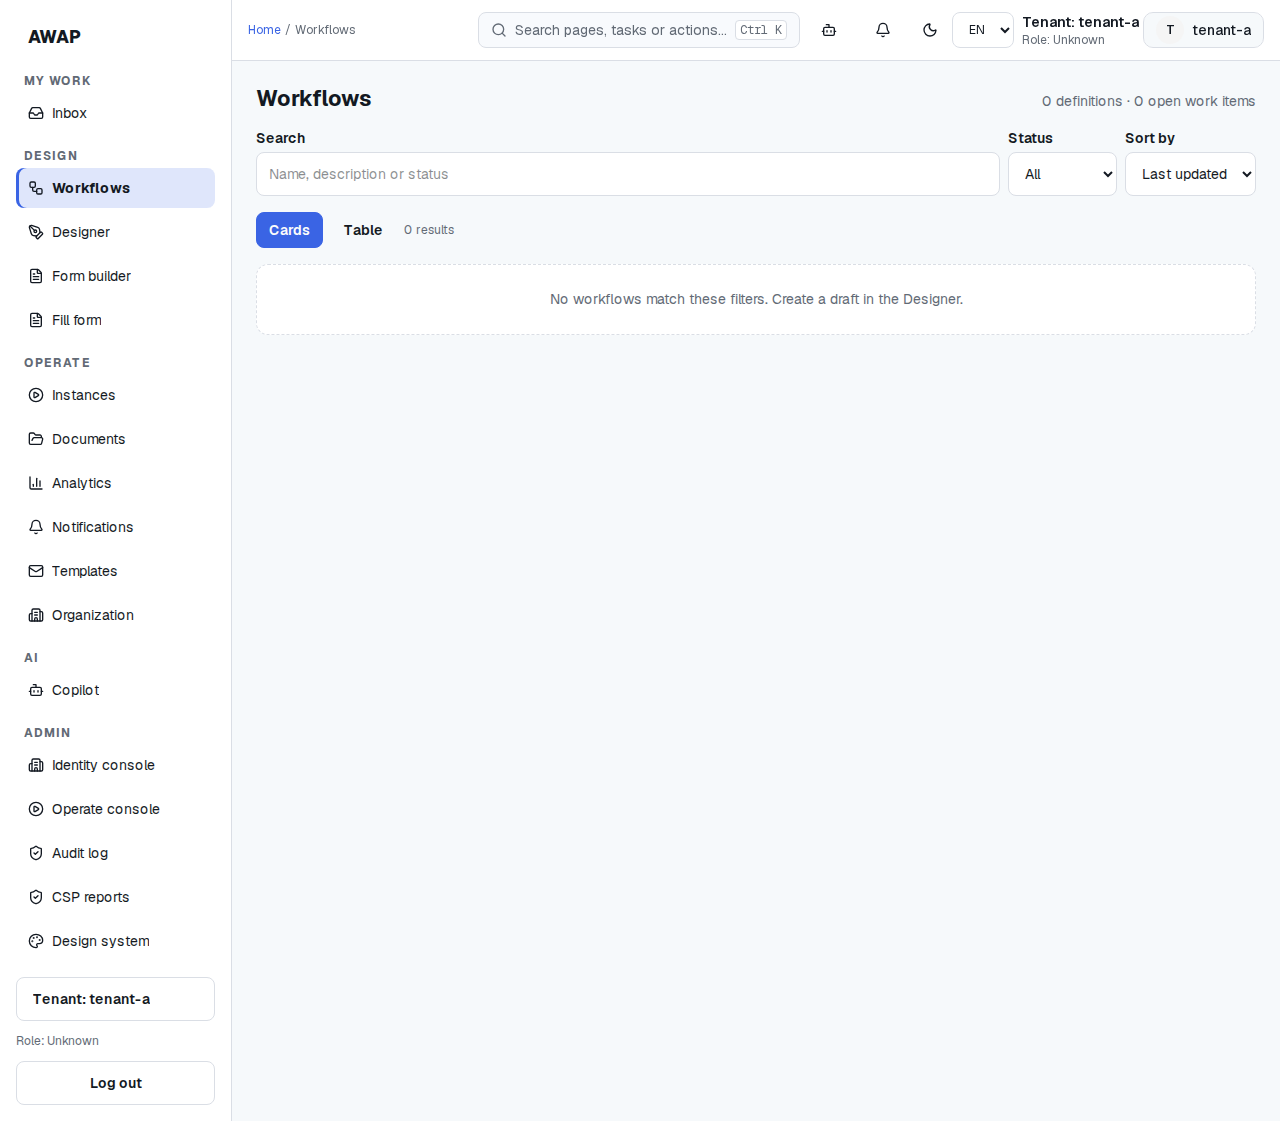 AWAP
MY WORK
Inbox
DESIGN
Workflows
Designer
Form builder
Fill form
OPERATE
Instances
Documents
Analytics
Notifications
Templates
Organization
AI
Copilot
ADMIN
Identity console
Operate console
Audit log
CSP reports
Design system
Tenant: tenant-a
Role: Unknown
Log out
Home / Workflows
Search pages, tasks or actions... Ctrl K
EN
Tenant: tenant-a
Role: Unknown
T tenant-a
Workflows
0 definitions · 0 open work items
Search
Name, description or status
Status
All
Sort by
Last updated
Cards Table 0 results
No workflows match these filters. Create a draft in the Designer.